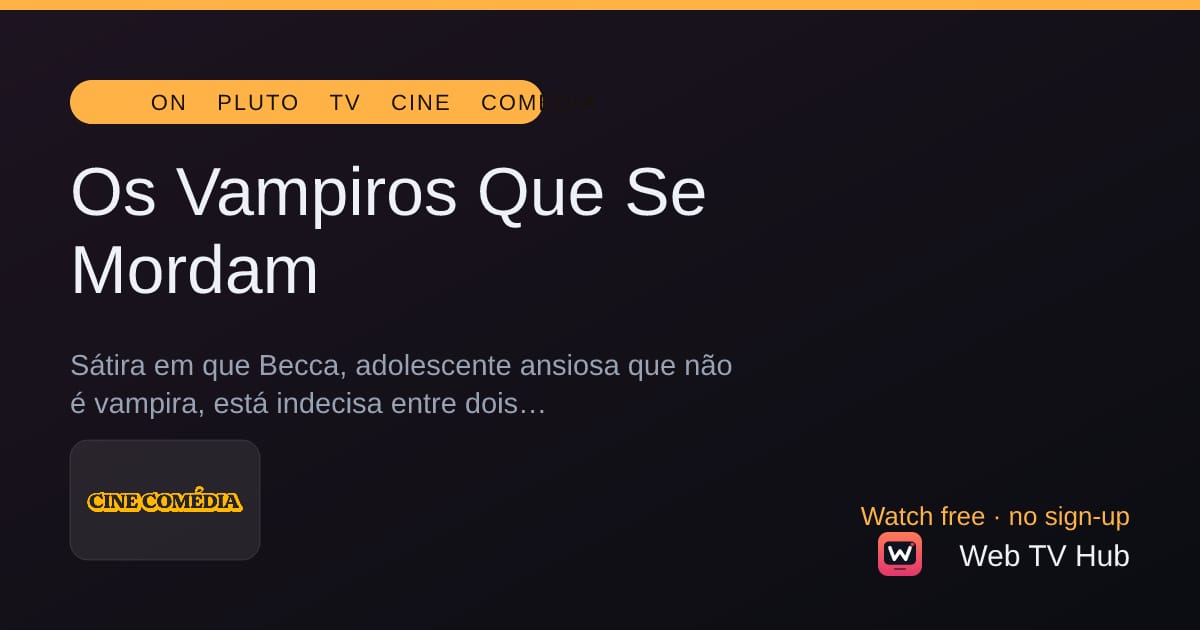 ON PLUTO TV CINE COMÉDIA
Os Vampiros Que Se
Mordam
Sátira em que Becca, adolescente ansiosa que não
é vampira, está indecisa entre dois…
CINE COMÉDIA
Watch free · no sign-up
Web TV Hub